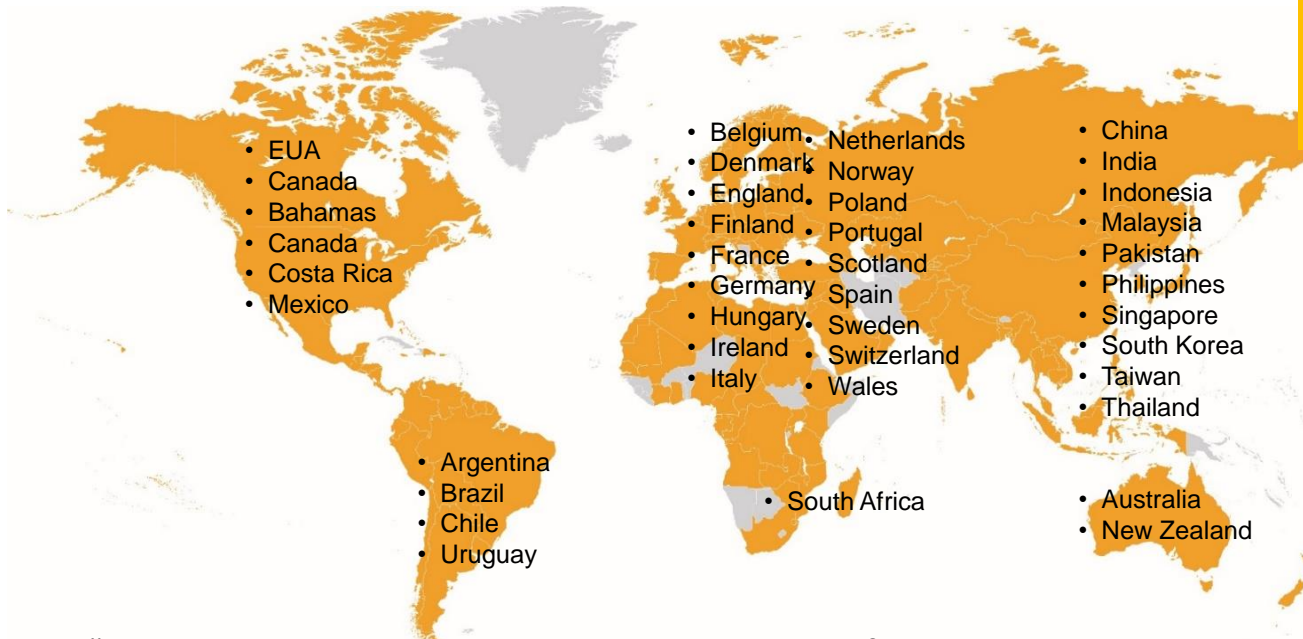 • EUA
• Canada
• Bahamas
• Canada
• Costa Rica
• Mexico
• Argentina
• Brazil
• Chile
• Uruguay
• Belgium
• Denmark
• England
• Finland
• France
• Germany
• Hungary
• Ireland
• Italy
• Netherlands
• Norway
• Poland
• Portugal
• Scotland
• Spain
• Sweden
• Switzerland
• Wales
• South Africa
• China
• India
• Indonesia
• Malaysia
• Pakistan
• Philippines
• Singapore
• South Korea
• Taiwan
• Thailand
• Australia
• New Zealand